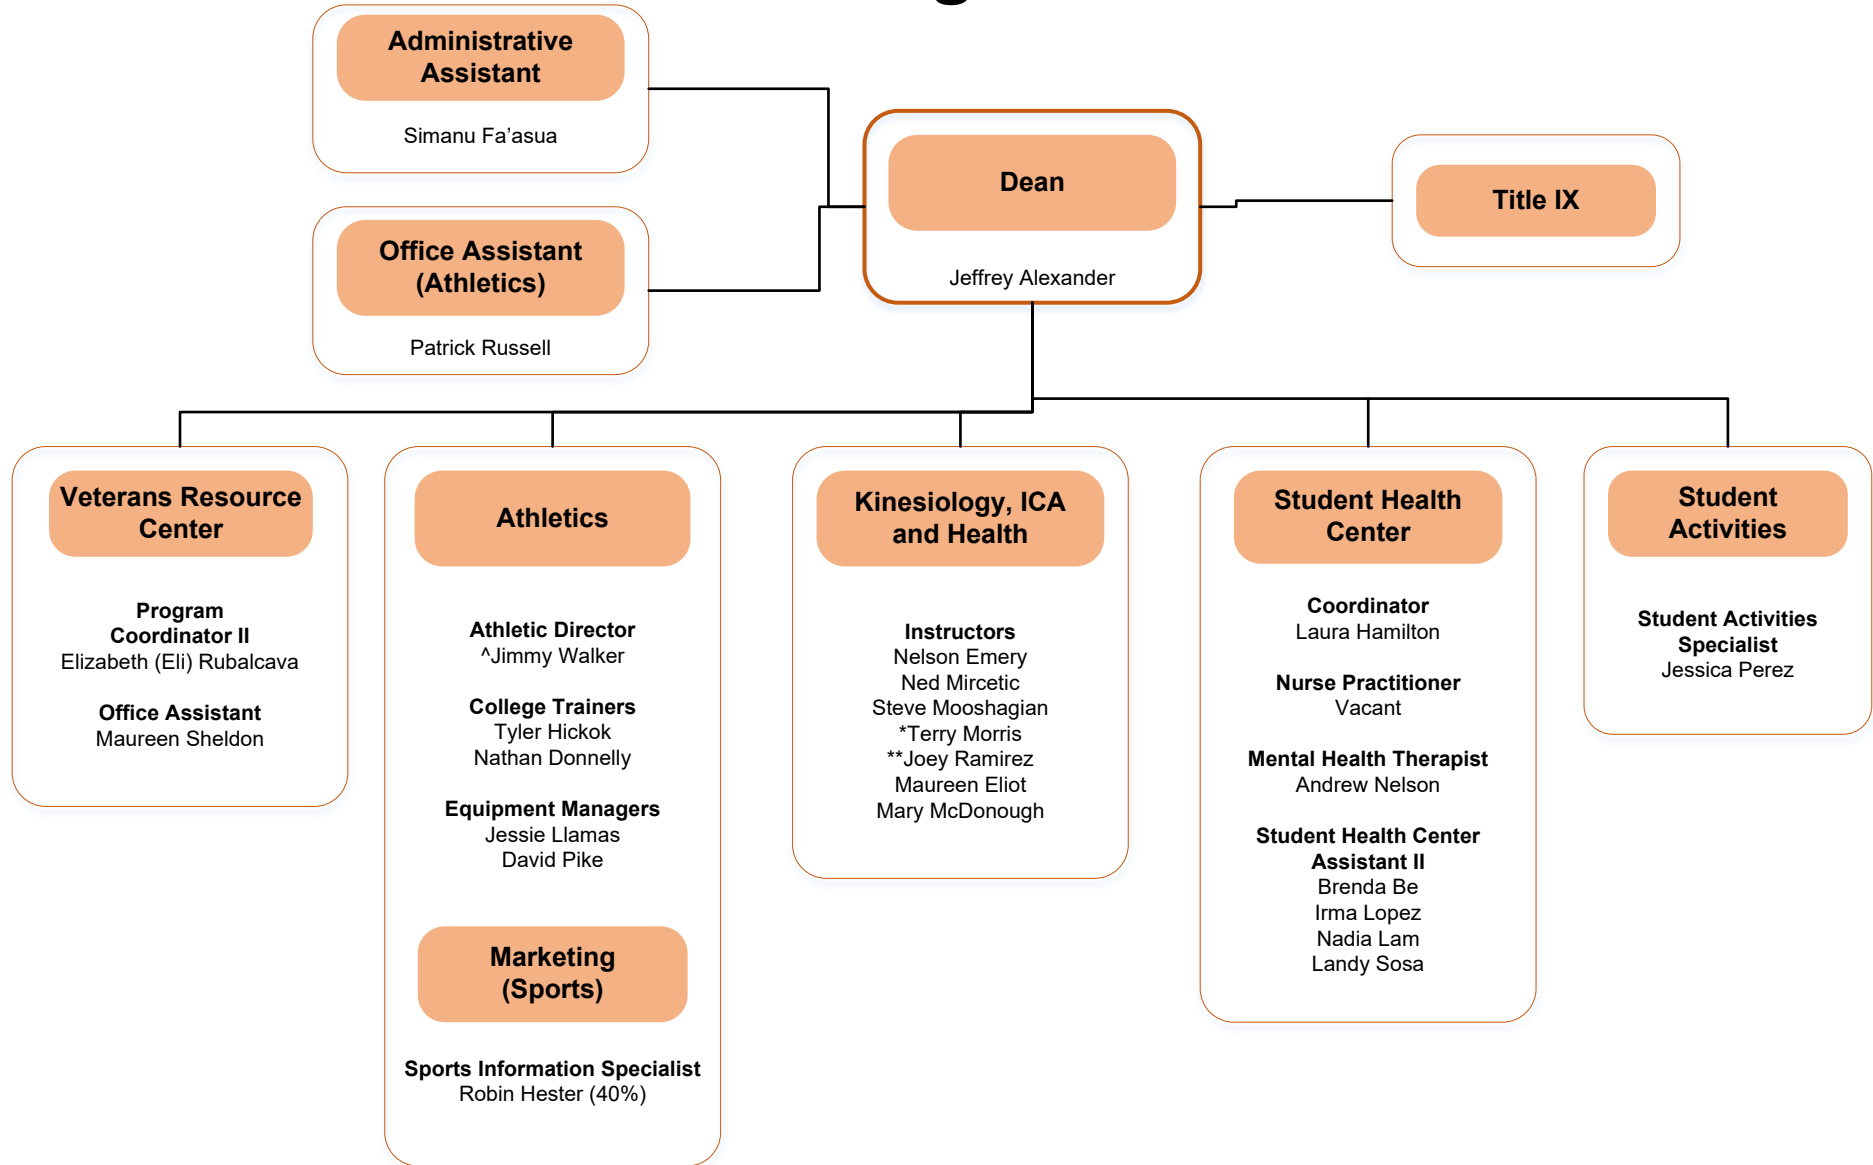 Administrative
Assistant
Simanu Fa’asua
Office Assistant
(Athletics)
Patrick Russell
Dean
Jeffrey Alexander
Title IX
Veterans Resource
Center
Program
Coordinator II
Elizabeth (Eli) Rubalcava
Office Assistant
Maureen Sheldon
Athletics
Athletic Director
^Jimmy Walker
College Trainers
Tyler Hickok
Nathan Donnelly
Equipment Managers
Jessie Llamas
David Pike
Marketing
(Sports)
Sports Information Specialist
Robin Hester (40%)
Kinesiology, ICA
and Health
Instructors
Nelson Emery
Ned Mircetic
Steve Mooshagian
*Terry Morris
**Joey Ramirez
Maureen Eliot
Mary McDonough
Student Health
Center
Coordinator
Laura Hamilton
Nurse Practitioner
Vacant
Mental Health Therapist
Andrew Nelson
Student Health Center
Assistant II
Brenda Be
Irma Lopez
Nadia Lam
Landy Sosa
Student
Activities
Student Activities
Specialist
Jessica Perez